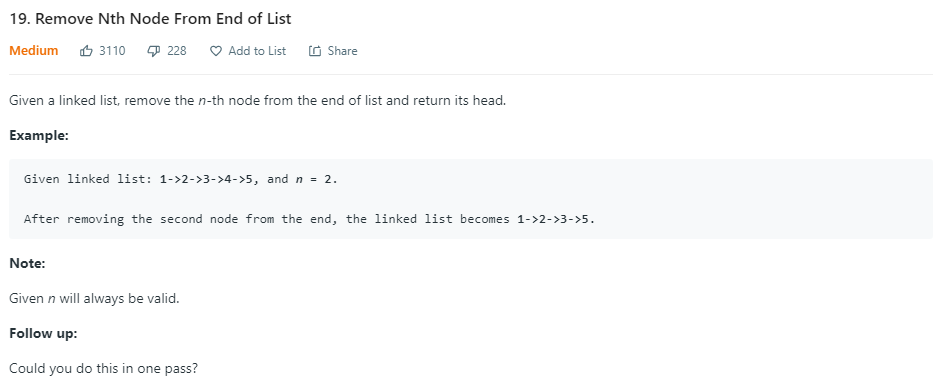 19. Remove Nth Node From End of List
Medium 3110 228 Add to List Share
Given a linked list, remove the n-th node from the end of list and return its head.
Example:
Given linked list: 1->2->3->4->5, and n = 2.
After removing the second node from the end, the linked list becomes 1->2->3->5.
Note:
Given n will always be valid.
Follow up:
Could you do this in one pass?